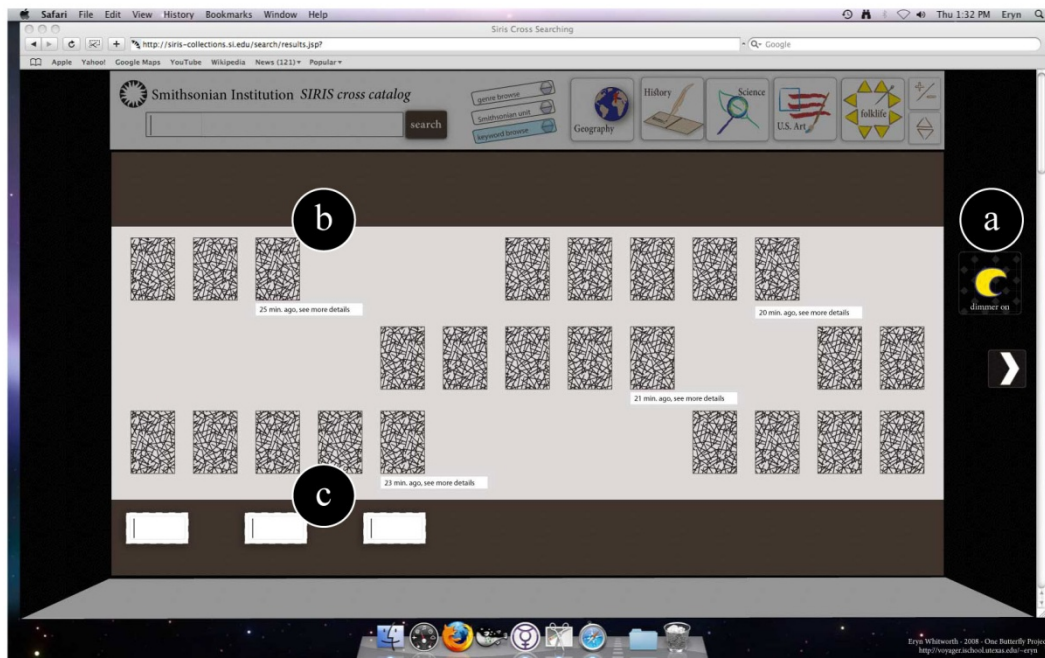 Safari File Edit View History Bookmarks Window Help Thu 1:32 PM Eryn
Siris Cross Searching
http://siris-collections.si.edu/search/results.jsp? Google
Apple Yahoo! Google Maps YouTube Wikipedia News (121) Popular
Smithsonian Institution SIRIS cross catalog
search
genre browse
Smithsonian unit
keyword browse
Geography
History
Science
U.S. Art
folklife
a
b
dimmer on
25 min. ago, see more details
20 min. ago, see more details
21 min. ago, see more details
23 min. ago, see more details
c
Eryn Whitworth - 2008 - One Butterfly Project
http://voyager.ischool.utexas.edu/~eryn